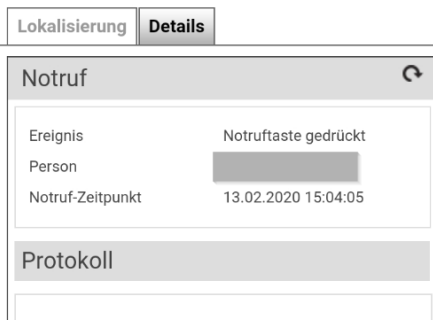 Lokalisierung Details
Notruf
Ereignis Notruftaste gedrückt
Person
Notruf-Zeitpunkt 13.02.2020 15:04:05
Protokoll